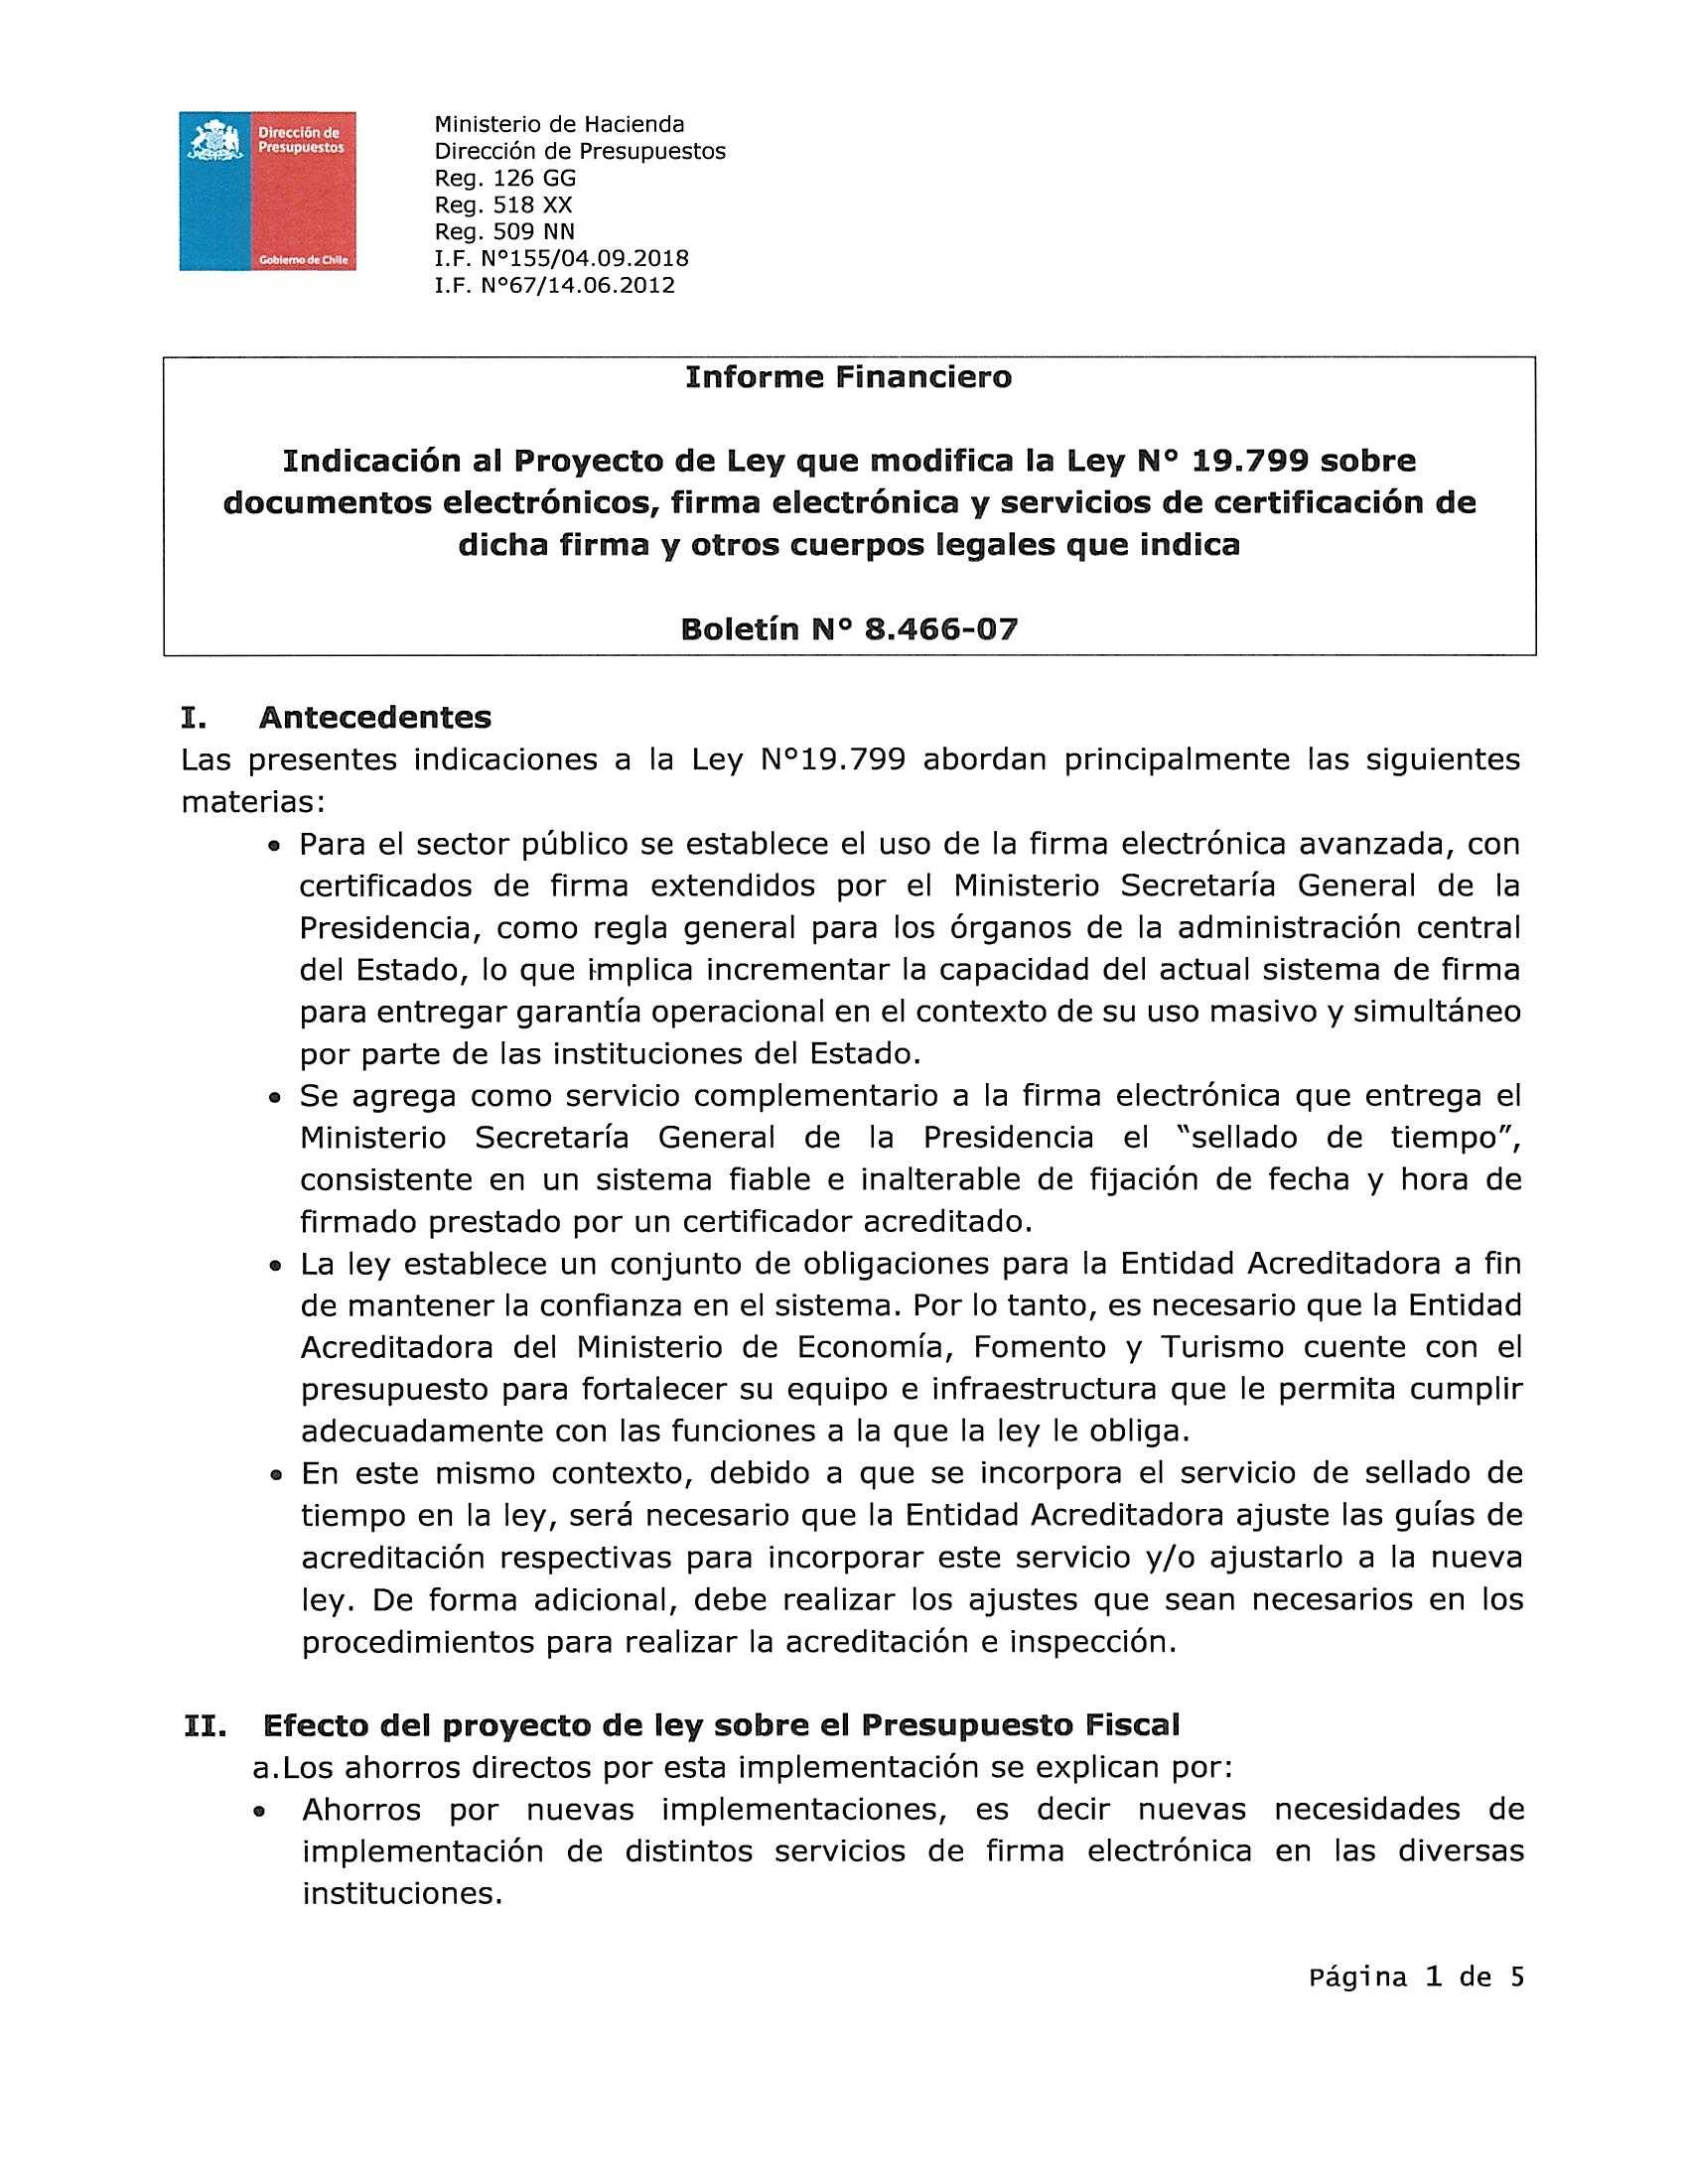 Dirección de
Presupuestos
Gobierno de Chile
Ministerio de Hacienda
Dirección de Presupuestos
Reg. 126 GG
Reg. 518 XX
Reg. 509 NN
I.F. N°155/04.09.2018
I.F. N°67/14.06.2012
Informe Financiero
Indicación al Proyecto de Ley que modifica la Ley N° 19.799 sobre
documentos electrónicos, firma electrónica y servicios de certificación de
dicha firma y otros cuerpos legales que indica
Boletín N° 8.466-07
I. Antecedentes
Las presentes indicaciones a la Ley N°19.799 abordan principalmente las siguientes
materias:
• Para el sector público se establece el uso de la firma electrónica avanzada, con
certificados de firma extendidos por el Ministerio Secretaría General de la
Presidencia, como regla general para los órganos de la administración central
del Estado, lo que implica incrementar la capacidad del actual sistema de firma
para entregar garantía operacional en el contexto de su uso masivo y simultáneo
por parte de las instituciones del Estado.
• Se agrega como servicio complementario a la firma electrónica que entrega el
Ministerio Secretaría General de la Presidencia el "sellado de tiempo",
consistente en un sistema fiable e inalterable de fijación de fecha y hora de
firmado prestado por un certificador acreditado.
• La ley establece un conjunto de obligaciones para la Entidad Acreditadora a fin
de mantener la confianza en el sistema. Por lo tanto, es necesario que la Entidad
Acreditadora del Ministerio de Economía, Fomento y Turismo cuente con el
presupuesto para fortalecer su equipo e infraestructura que le permita cumplir
adecuadamente con las funciones a la que la ley le obliga.
• En este mismo contexto, debido a que se incorpora el servicio de sellado de
tiempo en la ley, será necesario que la Entidad Acreditadora ajuste las guías de
acreditación respectivas para incorporar este servicio y/o ajustarlo a la nueva
ley. De forma adicional, debe realizar los ajustes que sean necesarios en los
procedimientos para realizar la acreditación e inspección.
II. Efecto del proyecto de ley sobre el Presupuesto Fiscal
a.Los ahorros directos por esta implementación se explican por:
• Ahorros por nuevas implementaciones, es decir nuevas necesidades de
implementación de distintos servicios de firma electrónica en las diversas
instituciones.
Página 1 de 5